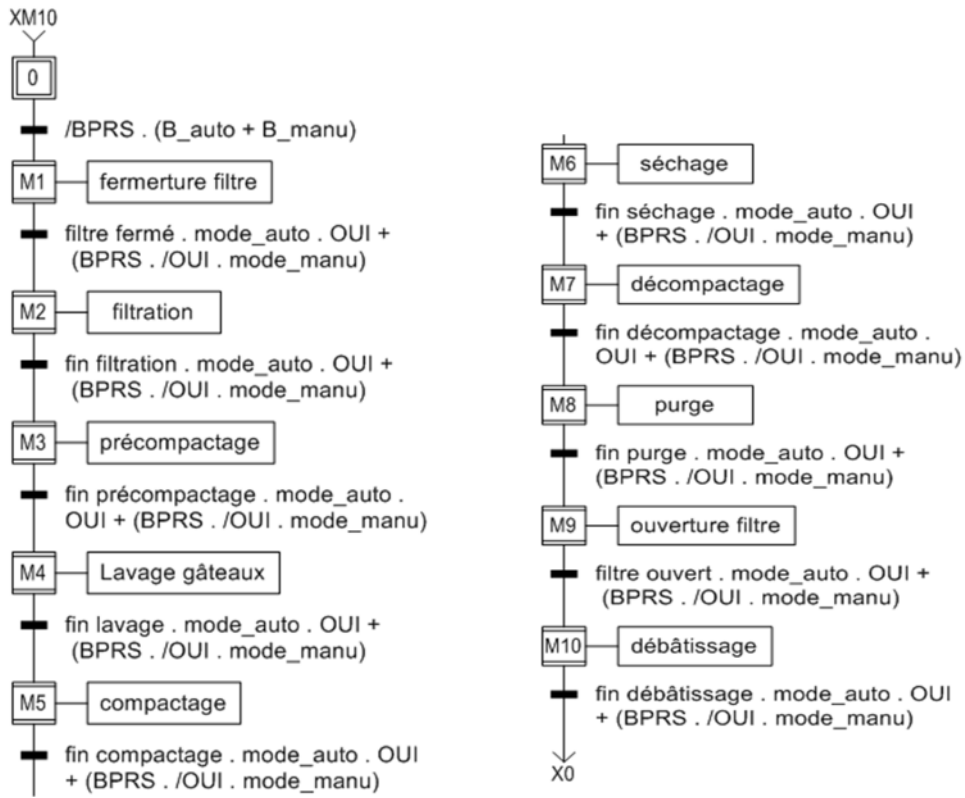 XM10
0
/BPRS . (B_auto + B_manu)
M1
fermerture filtre
filtre fermé . mode_auto . OUI +
(BPRS . /OUI . mode_manu)
M2
filtration
fin filtration . mode_auto . OUI +
(BPRS . /OUI . mode_manu)
M3
précompactage
fin précompactage . mode_auto .
OUI + (BPRS . /OUI . mode_manu)
M4
Lavage gâteaux
fin lavage . mode_auto . OUI +
(BPRS . /OUI . mode_manu)
M5
compactage
fin compactage . mode_auto . OUI
+ (BPRS . /OUI . mode_manu)
M6
séchage
fin séchage . mode_auto . OUI
+ (BPRS . /OUI . mode_manu)
M7
décompactage
fin décompactage . mode_auto .
OUI + (BPRS . /OUI . mode_manu)
M8
purge
fin purge . mode_auto . OUI +
(BPRS . /OUI . mode_manu)
M9
ouverture filtre
filtre ouvert . mode_auto . OUI +
(BPRS . /OUI . mode_manu)
M10
débâtissage
fin débâtissage . mode_auto . OUI
+ (BPRS . /OUI . mode_manu)
X0